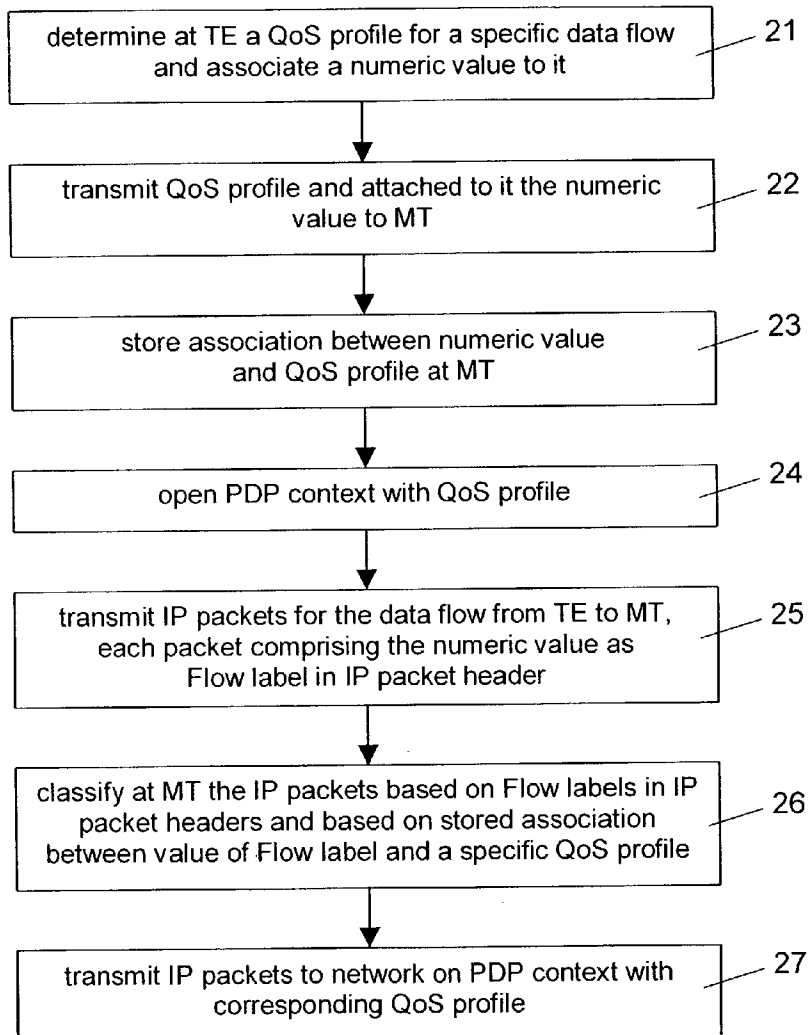 determine at TE a QoS profile for a specific data flow
and associate a numeric value to it
21
transmit QoS profile and attached to it the numeric
value to MT
22
store association between numeric value
and QoS profile at MT
23
open PDP context with QoS profile
24
transmit IP packets for the data flow from TE to MT,
each packet comprising the numeric value as
Flow label in IP packet header
25
classify at MT the IP packets based on Flow labels in IP
packet headers and based on stored association
between value of Flow label and a specific QoS profile
26
transmit IP packets to network on PDP context with
corresponding QoS profile
27